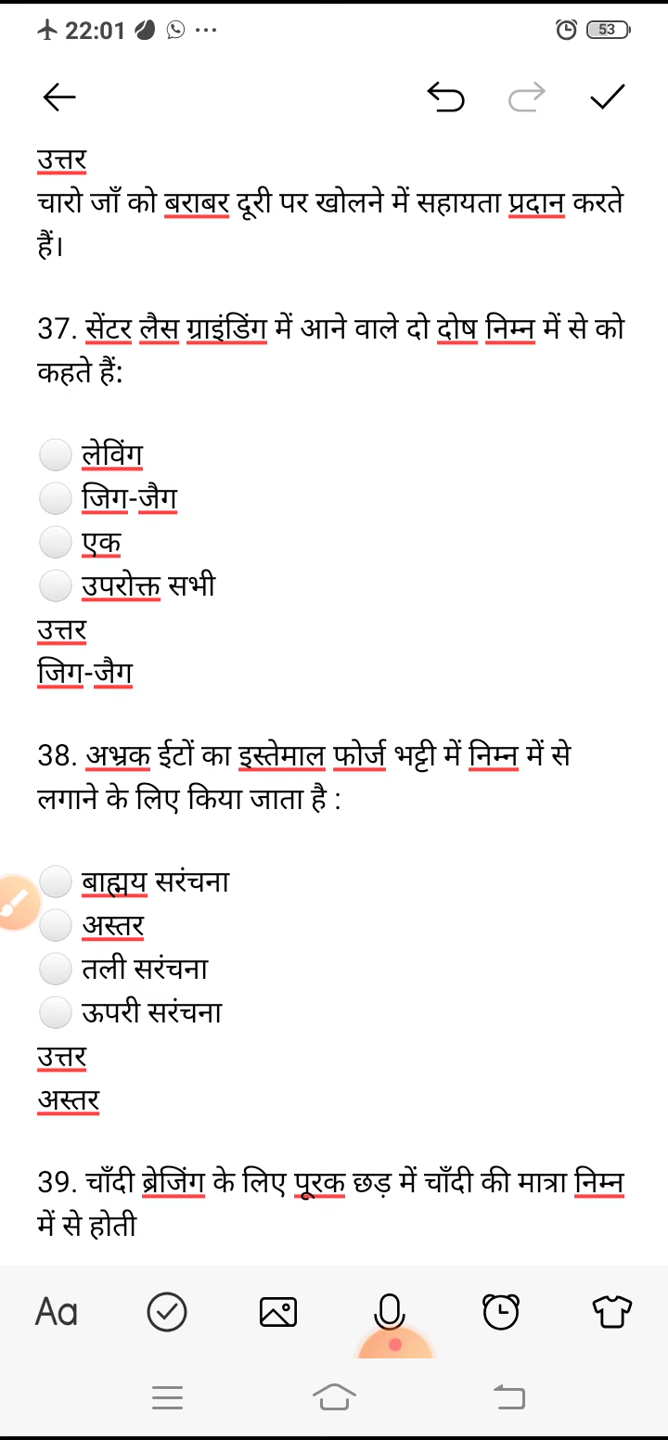 22:01
53
उत्तर
चारो जाँ को बराबर दूरी पर खोलने में सहायता प्रदान करते
हैं।
37. सेंटर लैस ग्राइंडिंग में आने वाले दो दोष निम्न में से को
कहते हैं:
लेविंग
जिग-जैग
एक
उपरोक्त सभी
उत्तर
जिग-जैग
38. अभ्रक ईटों का इस्तेमाल फोर्ज भट्टी में निम्न में से
लगाने के लिए किया जाता है :
बाह्मय सरंचना
अस्तर
तली सरंचना
ऊपरी सरंचना
उत्तर
अस्तर
39. चाँदी ब्रेजिंग के लिए पूरक छड़ में चाँदी की मात्रा निम्न
में से होती
Aa